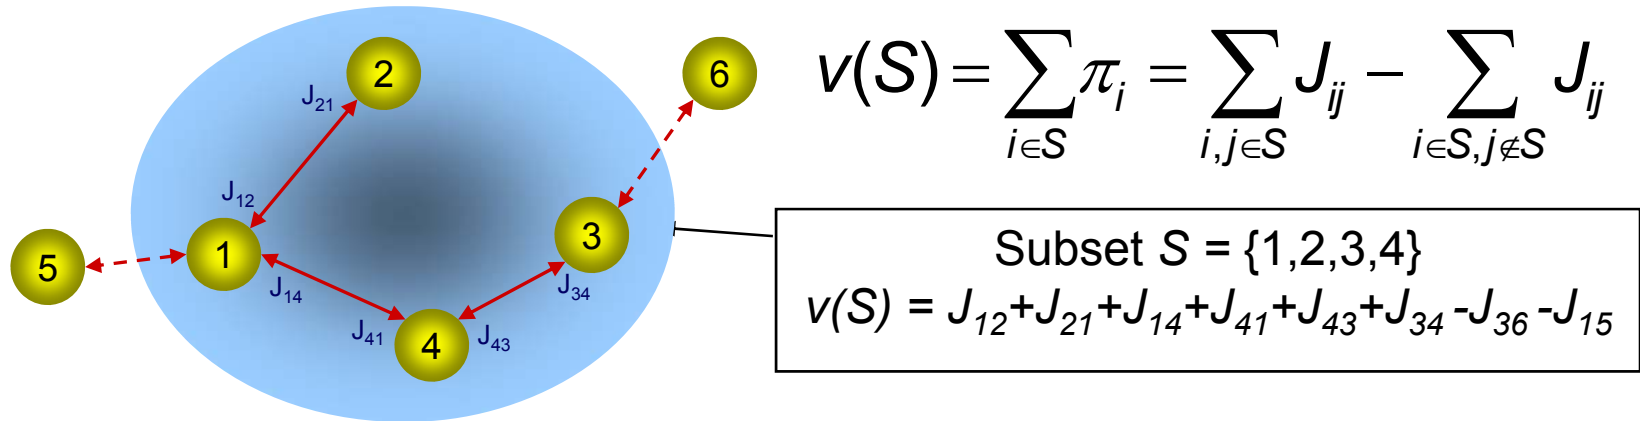 2
6
J₂₁
v(S) = ∑ πᵢ = ∑ Jᵢⱼ − ∑ Jᵢⱼ
i∈S i,j∈S i∈S,j∉S
J₁₂
1
3
5
J₁₄
J₃₄
J₄₁
4
J₄₃
Subset S = {1,2,3,4}
v(S) = J₁₂+J₂₁+J₁₄+J₄₁+J₄₃+J₃₄ -J₃₆ -J₁₅